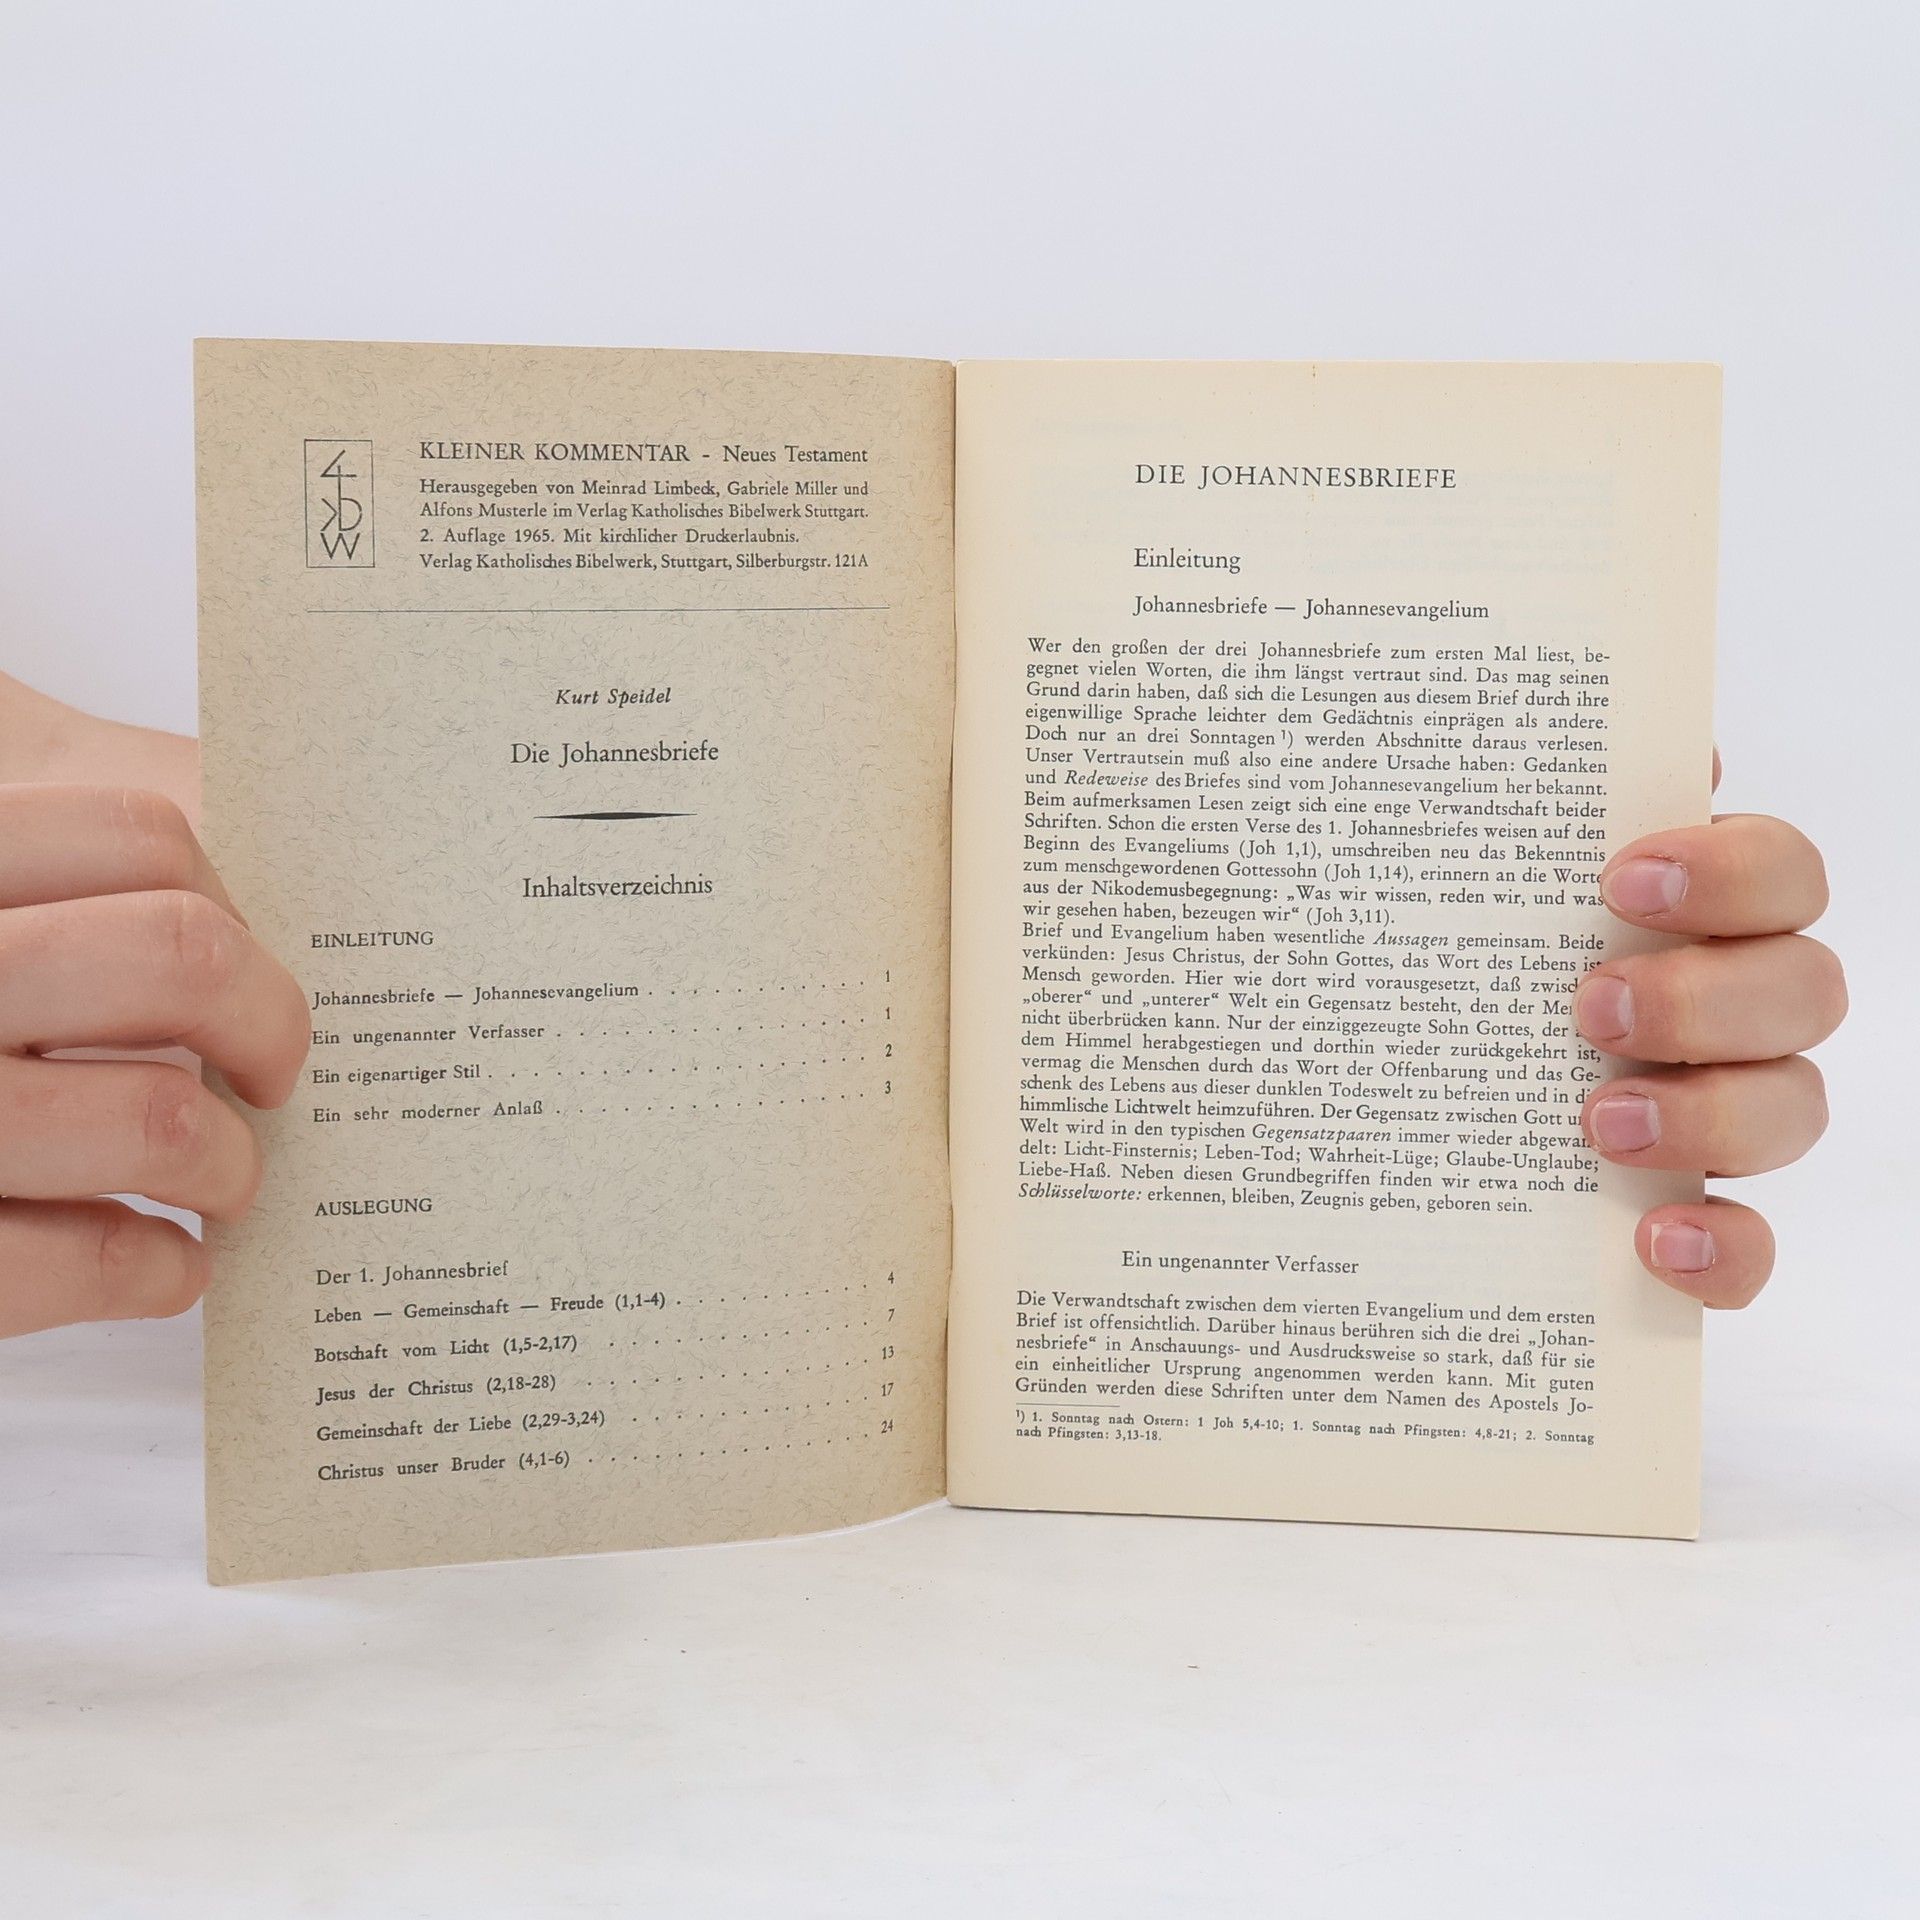 KDW
KLEINER KOMMENTAR - Neues Testament
Herausgegeben von Meinrad Limbeck, Gabriele Miller und
Alfons Musterle im Verlag Katholisches Bibelwerk Stuttgart.
2. Auflage 1965. Mit kirchlicher Druckerlaubnis.
Verlag Katholisches Bibelwerk, Stuttgart, Silberburgstr. 121A
Kurt Speidel
Die Johannesbriefe
Inhaltsverzeichnis
EINLEITUNG
Johannesbriefe — Johannesevangelium . . . . . . . . . . 1
Ein ungenannter Verfasser . . . . . . . . . . . . . . 1
Ein eigenartiger Stil . . . . . . . . . . . . . . . . . 2
Ein sehr moderner Anlaß . . . . . . . . . . . . . . 3
AUSLEGUNG
Der 1. Johannesbrief
Leben — Gemeinschaft — Freude (1,1-4) . . . . . . . . . 4
Botschaft vom Licht (1,5-2,17) . . . . . . . . . . . . 7
Jesus der Christus (2,18-28) . . . . . . . . . . . . . 13
Gemeinschaft der Liebe (2,29-3,24) . . . . . . . . . . . 17
Christus unser Bruder (4,1-6) . . . . . . . . . . . . . 24
DIE JOHANNESBRIEFE
Einleitung
Johannesbriefe — Johannesevangelium
Wer den großen der drei Johannesbriefe zum ersten Mal liest, be-
gegnet vielen Worten, die ihm längst vertraut sind. Das mag seinen
Grund darin haben, daß sich die Lesungen aus diesem Brief durch ihre
eigenwillige Sprache leichter dem Gedächtnis einprägen als andere.
Doch nur an drei Sonntagen ¹) werden Abschnitte daraus verlesen.
Unser Vertrautsein muß also eine andere Ursache haben: Gedanken
und Redeweise des Briefes sind vom Johannesevangelium her bekannt.
Beim aufmerksamen Lesen zeigt sich eine enge Verwandtschaft beider
Schriften. Schon die ersten Verse des 1. Johannesbriefes weisen auf den
Beginn des Evangeliums (Joh 1,1), umschreiben neu das Bekenntnis
zum menschgewordenen Gottessohn (Joh 1,14), erinnern an die Worte
aus der Nikodemusbegegnung: „Was wir wissen, reden wir, und was
wir gesehen haben, bezeugen wir“ (Joh 3,11).
Brief und Evangelium haben wesentliche Aussagen gemeinsam. Beide
verkünden: Jesus Christus, der Sohn Gottes, das Wort des Lebens ist
Mensch geworden. Hier wie dort wird vorausgesetzt, daß zwisc
„oberer“ und „unterer“ Welt ein Gegensatz besteht, den der Me
nicht überbrücken kann. Nur der einziggezeugte Sohn Gottes, der
dem Himmel herabgestiegen und dorthin wieder zurückgekehrt ist,
vermag die Menschen durch das Wort der Offenbarung und das Ge-
schenk des Lebens aus dieser dunklen Todeswelt zu befreien und in di
himmlische Lichtwelt heimzuführen. Der Gegensatz zwischen Gott u
Welt wird in den typischen Gegensatzpaaren immer wieder abgewan
delt: Licht-Finsternis; Leben-Tod; Wahrheit-Lüge; Glaube-Unglaube;
Liebe-Haß. Neben diesen Grundbegriffen finden wir etwa noch die
Schlüsselworte: erkennen, bleiben, Zeugnis geben, geboren sein.
Ein ungenannter Verfasser
Die Verwandtschaft zwischen dem vierten Evangelium und dem ersten
Brief ist offensichtlich. Darüber hinaus berühren sich die drei „Johan-
nesbriefe“ in Anschauungs- und Ausdrucksweise so stark, daß für sie
ein einheitlicher Ursprung angenommen werden kann. Mit guten
Gründen werden diese Schriften unter dem Namen des Apostels Jo-
¹) 1. Sonntag nach Ostern: 1 Joh 5,4-10; 1. Sonntag nach Pfingsten: 4,8-21; 2. Sonntag
nach Pfingsten: 3,13-18.